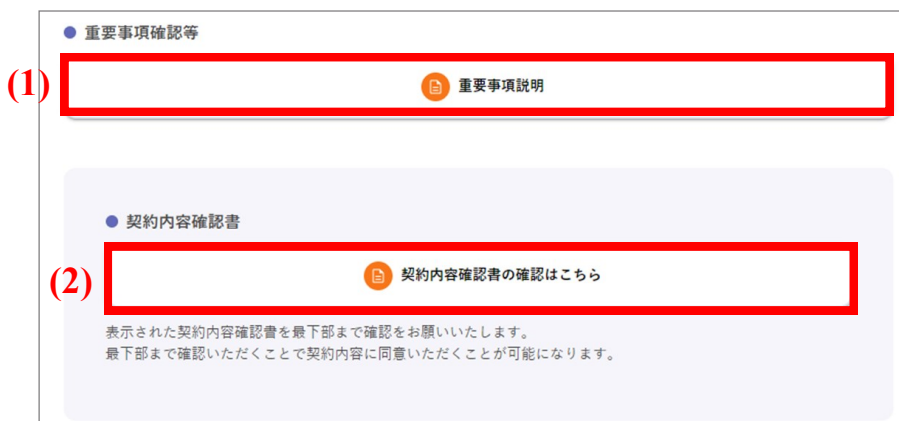 重要事項確認等
(1)
重要事項説明
契約内容確認書
(2)
契約内容確認書の確認はこちら
表示された契約内容確認書を最下部まで確認をお願いいたします。
最下部まで確認いただくことで契約内容に同意いただくことが可能になります。